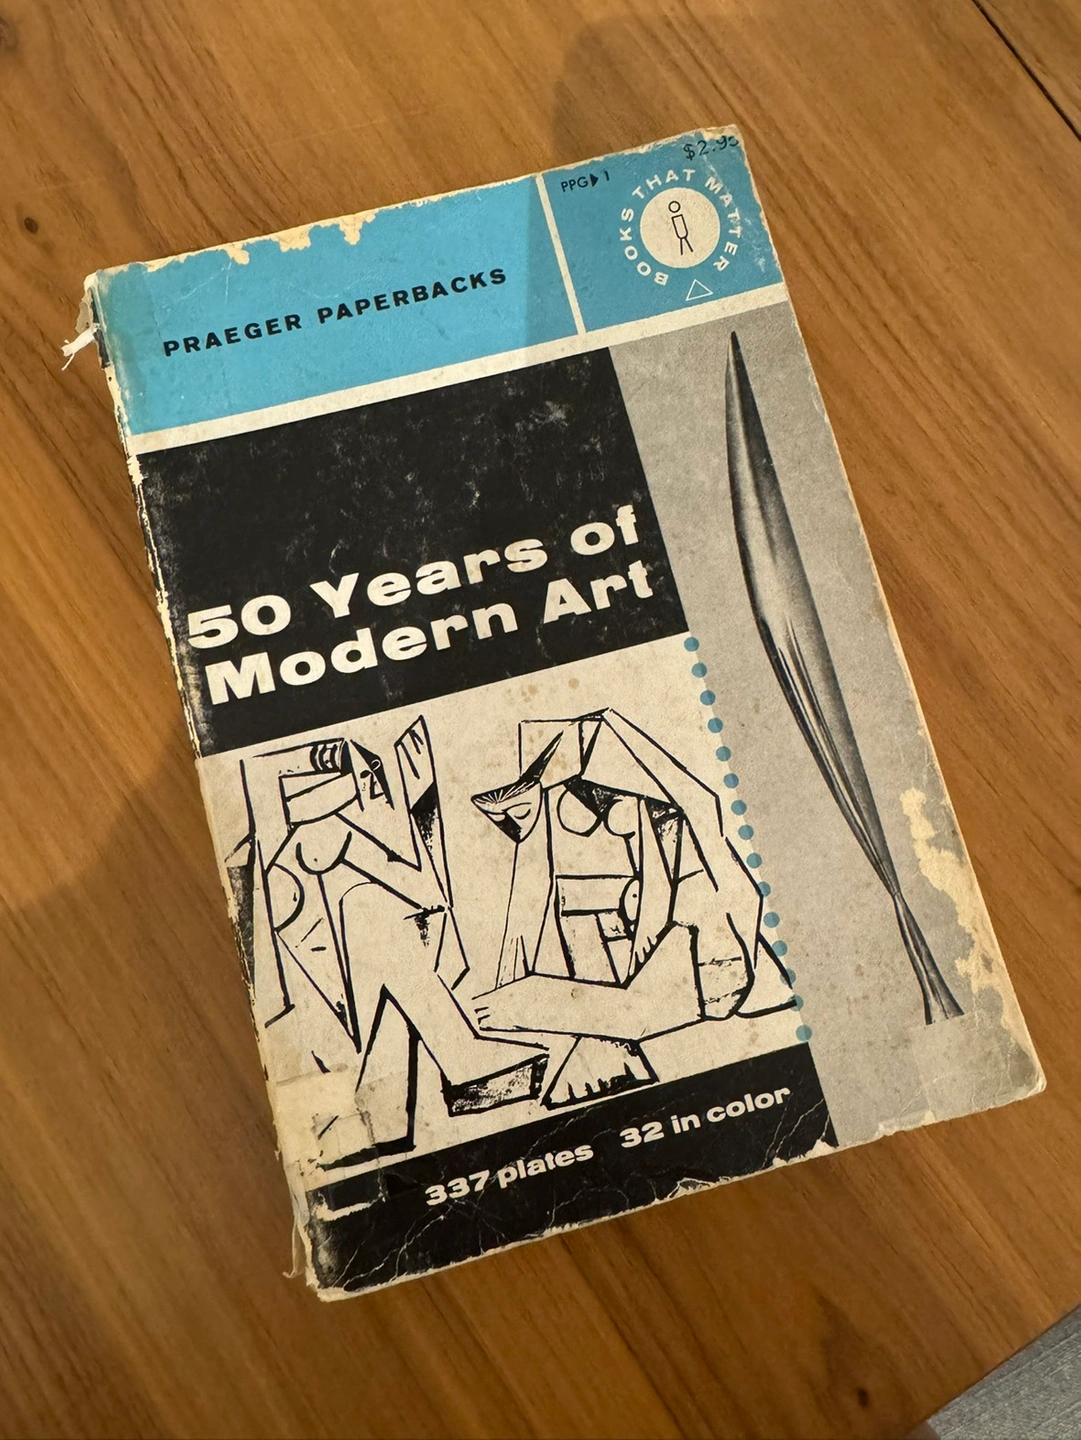 $2.95
PPG 1
BOOKS THAT MATTER
PRAEGER PAPERBACKS
50 Years of
Modern Art
337 plates 32 in color